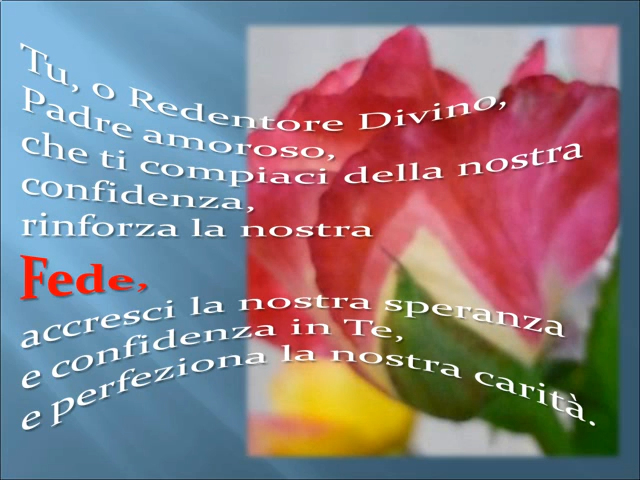 Tu, o Redentore Divino,
Padre amoroso,
che ti compiaci della nostra
confidenza,
rinforza la nostra
Fede,
accresci la nostra speranza
e confidenza in Te,
e perfeziona la nostra carità.